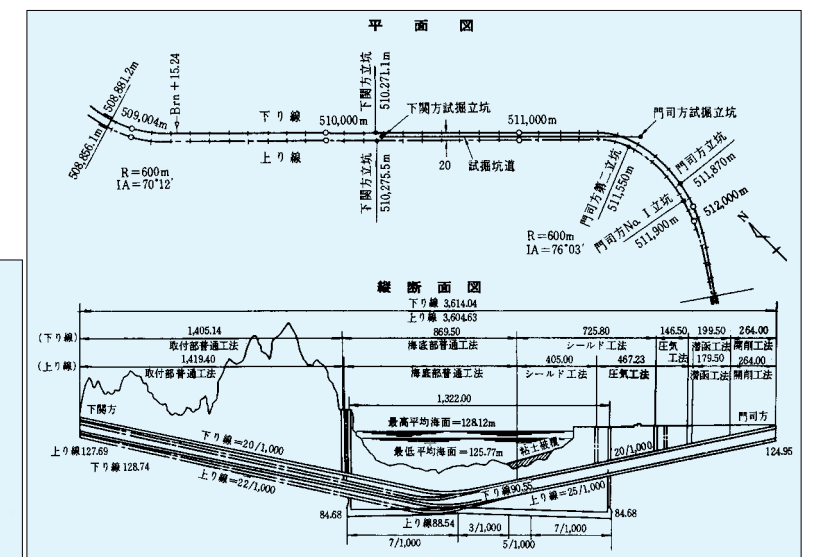 平面図
508,881.2m
509,004m
Brn+15.24
下り線
510,000m
下関方立坑
510,271.1m
下関方試掘立坑
511,000m
門司方試掘立坑
508,856.1m
R=600m
IA=70°12′
上り線
下関方立坑
510,275.5m
20
試掘坑道
門司方第二立坑
511,550m
門司方立坑
511,870m
門司方No. 1 立坑
511,900m
512,000m
R=600m
IA=76°03′
N
縦断面図
下り線 3,614.04
上り線 3,604.63
(下り線)
1,405.14
869.50
725.80
146.50
199.50
264.00
取付部普通工法
海底部普通工法
シールド工法
圧気工法
潜函工法
開削工法
(上り線)
1,419.40
405.00
467.23
179.50
264.00
取付部普通工法
海底部普通工法
シールド工法
圧気工法
潜函工法
開削工法
1,322.00
下関方
最高平均海面=128.12m
門司方
最低平均海面=125.77m
粘土被覆
上り線127.69
下り線128.74
下り線=20/1,000
上り線=22/1,000
20/1,000
下り線90.55
上り線=25/1,000
124.95
84.68
上り線88.54
84.68
7/1,000
3/1,000
5/1,000
7/1,000